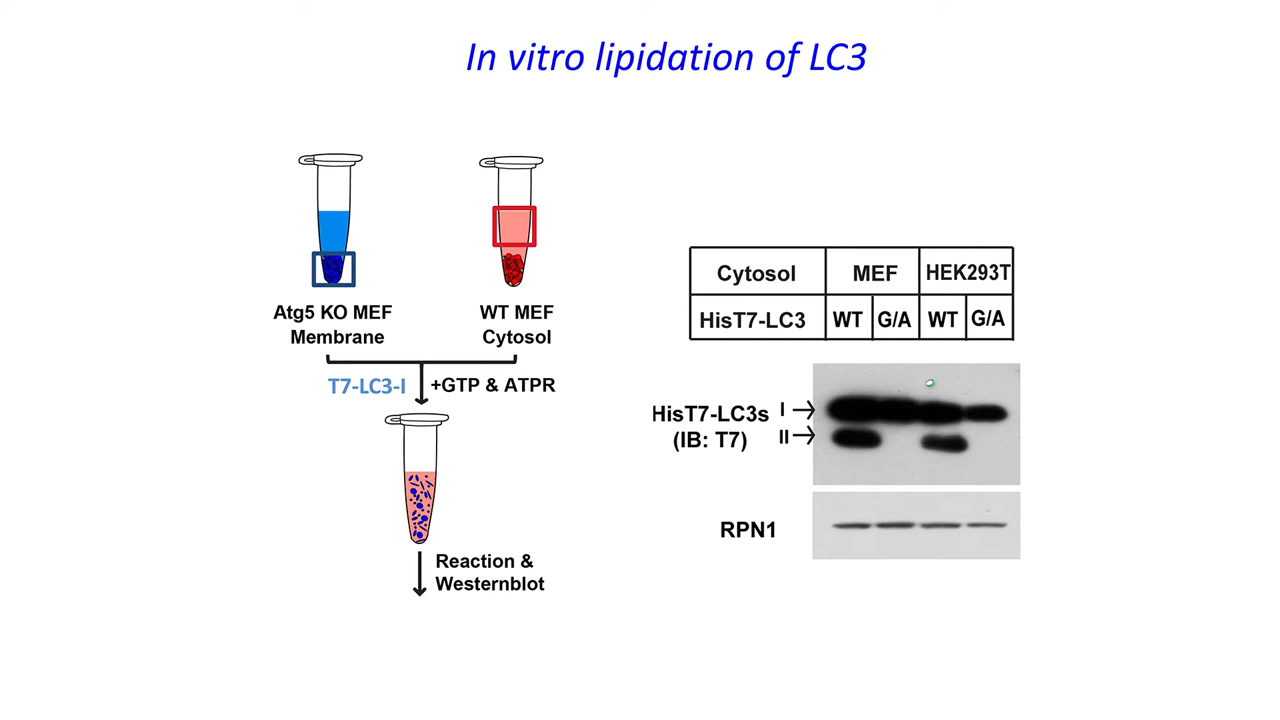 In vitro lipidation of LC3
Atg5 KO MEF
Membrane
WT MEF
Cytosol
T7-LC3-I
+GTP & ATPR
Reaction &
Westernblot
Cytosol MEF HEK293T
HisT7-LC3 WT G/A WT G/A
HisT7-LC3s
(IB: T7)
I
II
RPN1